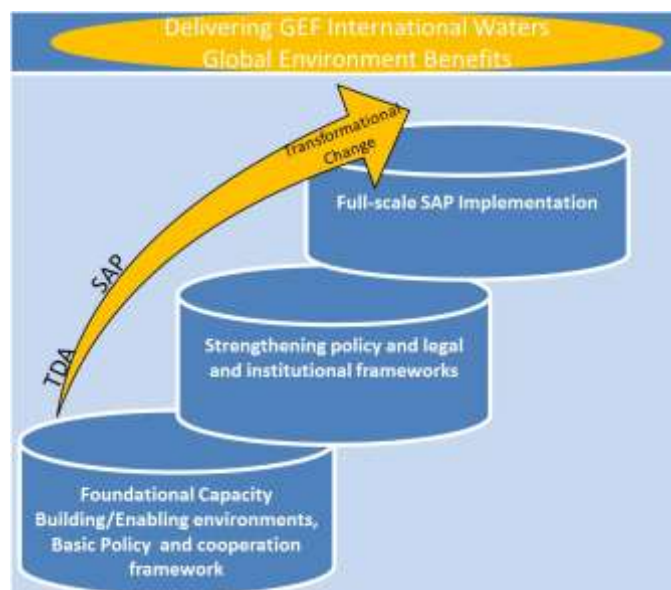 Delivering GEF International Waters
Global Environment Benefits
Transformational
Change
Full-scale SAP Implementation
SAP
Strengthening policy and legal
and institutional frameworks
TDA
Foundational Capacity
Building/Enabling environments,
Basic Policy and cooperation
framework